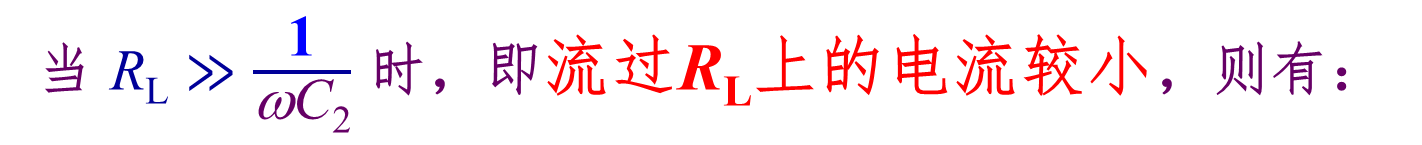 当 R_L ≫ \frac{1}{ωC_2} 时，即流过R_L上的电流较小，则有：